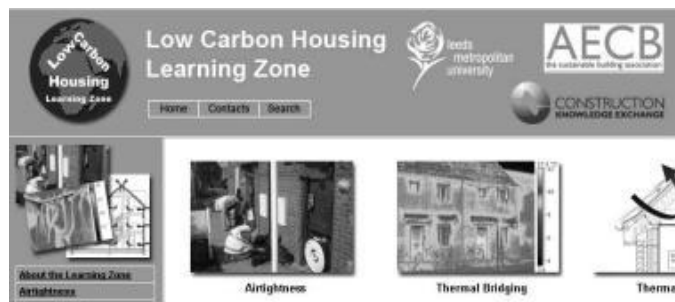 Low Carbon
Housing
Learning Zone
Low Carbon Housing
Learning Zone
Home Contacts Search
leeds
metropolitan
university
AECB
the sustainable building association
CONSTRUCTION
KNOWLEDGE EXCHANGE
About the Learning Zone
Airtightness
Airtightness
Thermal Bridging
Therma